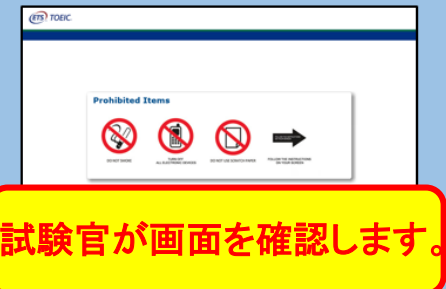 ETS TOEIC.
Prohibited Items
DO NOT SMOKE
TURN OFF
ALL ELECTRONIC DEVICES
DO NOT USE SCRATCH PAPER
FOLLOW THE INSTRUCTIONS
ON YOUR SCREEN
試験官が画面を確認します。